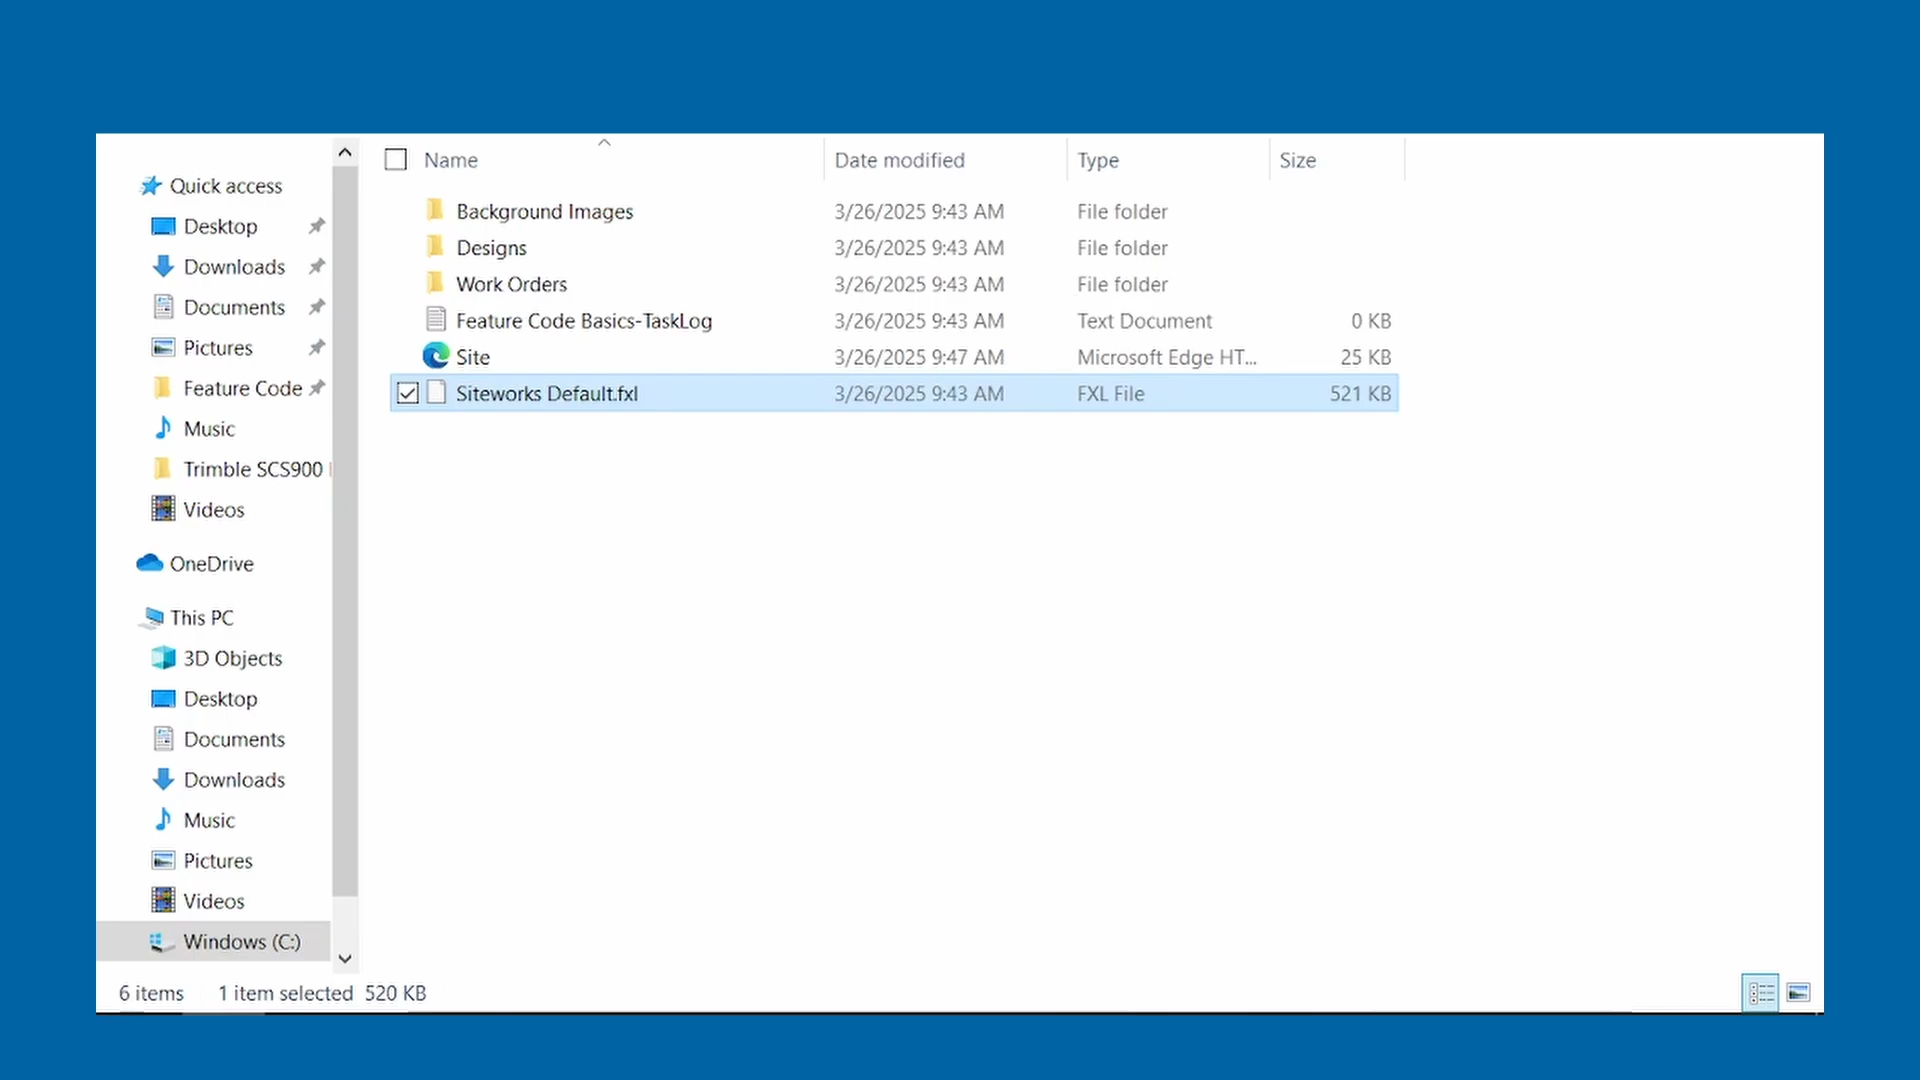 Name Date modified Type Size
Quick access
Desktop
Downloads
Documents
Pictures
Feature Code
Music
Trimble SCS900
Videos
OneDrive
This PC
3D Objects
Desktop
Documents
Downloads
Music
Pictures
Videos
Windows (C:)
Background Images 3/26/2025 9:43 AM File folder
Designs 3/26/2025 9:43 AM File folder
Work Orders 3/26/2025 9:43 AM File folder
Feature Code Basics-TaskLog 3/26/2025 9:43 AM Text Document 0 KB
Site 3/26/2025 9:47 AM Microsoft Edge HT... 25 KB
Siteworks Default.fxl 3/26/2025 9:43 AM FXL File 521 KB
6 items 1 item selected 520 KB